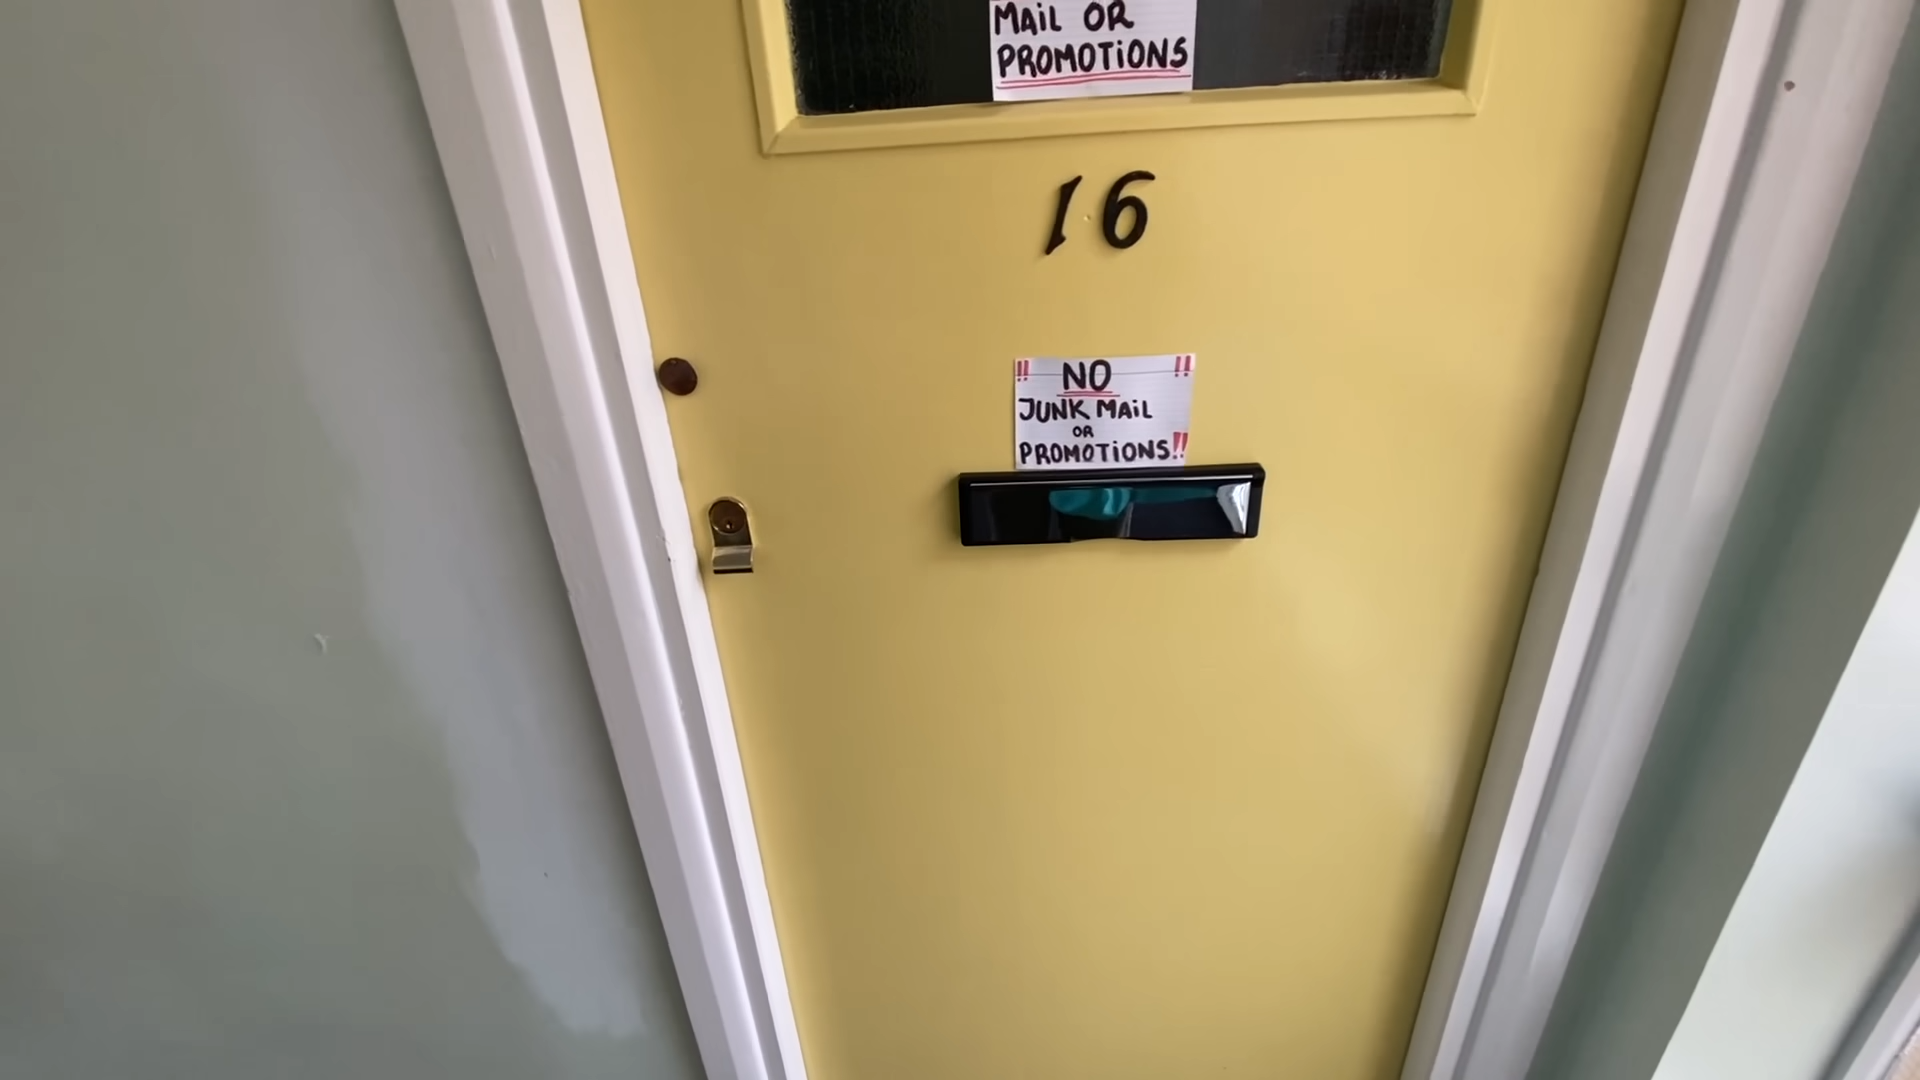 MAiL OR
PROMOTiONS
16
!! NO !!
JUNK MAiL
OR
PROMOTiONS!!